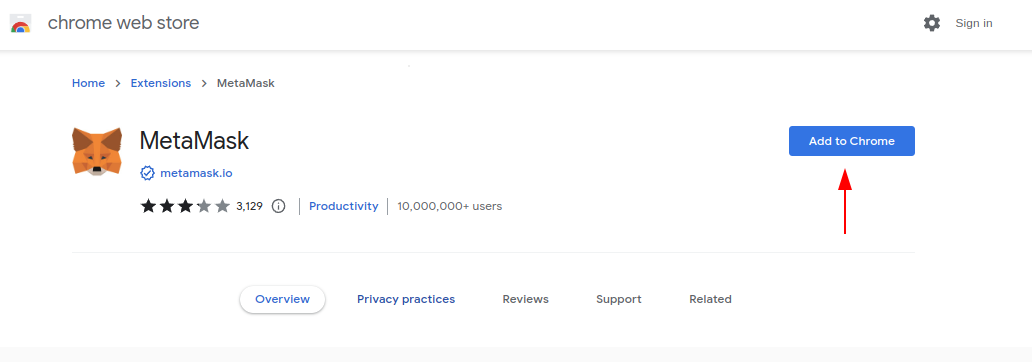 chrome web store
Sign in
Home > Extensions > MetaMask
MetaMask
Add to Chrome
metamask.io
3,129 Productivity 10,000,000+ users
Overview Privacy practices Reviews Support Related